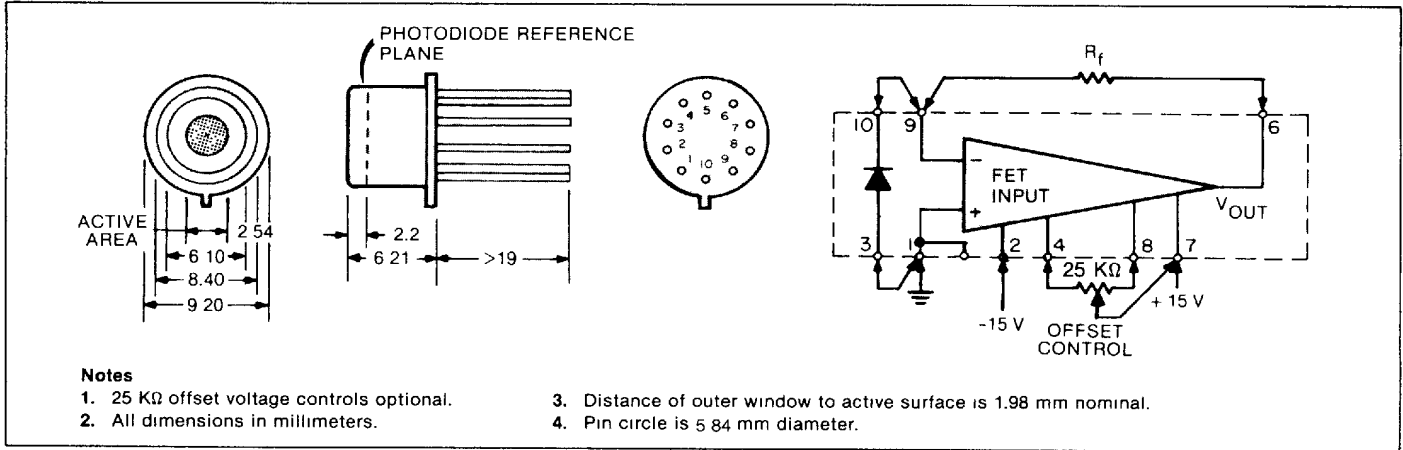 PHOTODIODE REFERENCE
PLANE
ACTIVE
AREA
2 54
6 10
8.40
9 20
2.2
6 21
>19
5
4
6
3
7
2
8
1
10
9
Rf
10
9
6
FET
INPUT
−
+
VOUT
3
1
2
4
8
7
25 KΩ
-15 V
+ 15 V
OFFSET
CONTROL
Notes
1. 25 KΩ offset voltage controls optional.
2. All dimensions in millimeters.
3. Distance of outer window to active surface is 1.98 mm nominal.
4. Pin circle is 5 84 mm diameter.